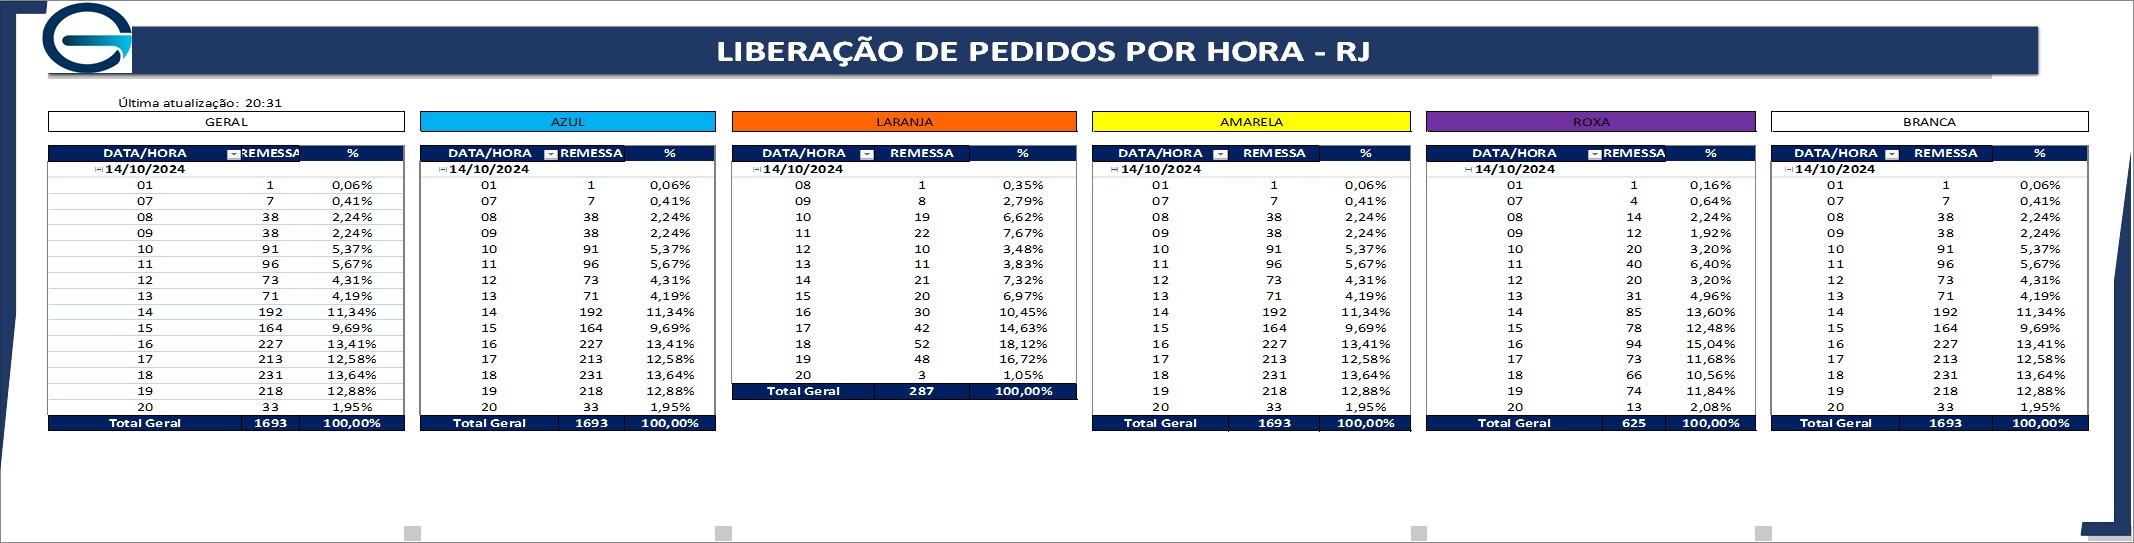 LIBERAÇÃO DE PEDIDOS POR HORA - RJ
Última atualização: 20:31
GERAL AZUL LARANJA AMARELA ROXA BRANCA
DATA/HORA REMESSA % DATA/HORA REMESSA % DATA/HORA REMESSA % DATA/HORA REMESSA % DATA/HORA REMESSA % DATA/HORA REMESSA %
14/10/2024 14/10/2024 14/10/2024 14/10/2024 14/10/2024 14/10/2024
01 1 0,06% 01 1 0,06% 08 1 0,35% 01 1 0,06% 01 1 0,16% 01 1 0,06%
07 7 0,41% 07 7 0,41% 09 8 2,79% 07 7 0,41% 07 4 0,64% 07 7 0,41%
08 38 2,24% 08 38 2,24% 10 19 6,62% 08 38 2,24% 08 14 2,24% 08 38 2,24%
09 38 2,24% 09 38 2,24% 11 22 7,67% 09 38 2,24% 09 12 1,92% 09 38 2,24%
10 91 5,37% 10 91 5,37% 12 10 3,48% 10 91 5,37% 10 20 3,20% 10 91 5,37%
11 96 5,67% 11 96 5,67% 13 11 3,83% 11 96 5,67% 11 40 6,40% 11 96 5,67%
12 73 4,31% 12 73 4,31% 14 21 7,32% 12 73 4,31% 12 20 3,20% 12 73 4,31%
13 71 4,19% 13 71 4,19% 15 20 6,97% 13 71 4,19% 13 31 4,96% 13 71 4,19%
14 192 11,34% 14 192 11,34% 16 30 10,45% 14 192 11,34% 14 85 13,60% 14 192 11,34%
15 164 9,69% 15 164 9,69% 17 42 14,63% 15 164 9,69% 15 78 12,48% 15 164 9,69%
16 227 13,41% 16 227 13,41% 18 52 18,12% 16 227 13,41% 16 94 15,04% 16 227 13,41%
17 213 12,58% 17 213 12,58% 19 48 16,72% 17 213 12,58% 17 73 11,68% 17 213 12,58%
18 231 13,64% 18 231 13,64% 20 3 1,05% 18 231 13,64% 18 66 10,56% 18 231 13,64%
19 218 12,88% 19 218 12,88% Total Geral 287 100,00% 19 218 12,88% 19 74 11,84% 19 218 12,88%
20 33 1,95% 20 33 1,95% 20 33 1,95% 20 13 2,08% 20 33 1,95%
Total Geral 1693 100,00% Total Geral 1693 100,00% Total Geral 1693 100,00% Total Geral 625 100,00% Total Geral 1693 100,00%